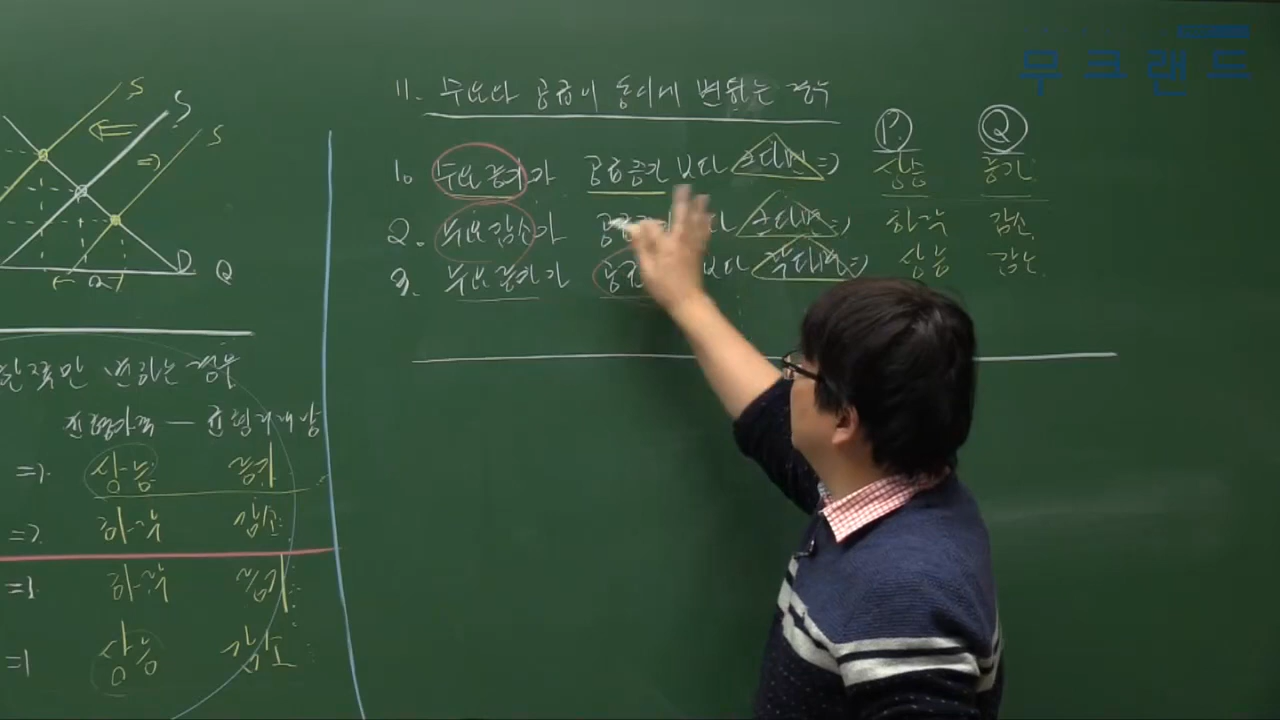 S
S
S
D Q
한쪽만 변하는 경우
균형가격 — 균형거래량
⇒ 상승 증가
⇒ 하락 감소
⇒ 하락 증가
⇒ 상승 감소
11. 수요와 공급이 동시에 변하는 경우
P. Q
1. 수요증가가 공급증가보다 크다면 ⇒ 상승 증가
2. 수요감소가 크다면 ⇒ 하락 감소
3. 수요증가가 보다 작다면 ⇒ 상승 감소
무크랜드